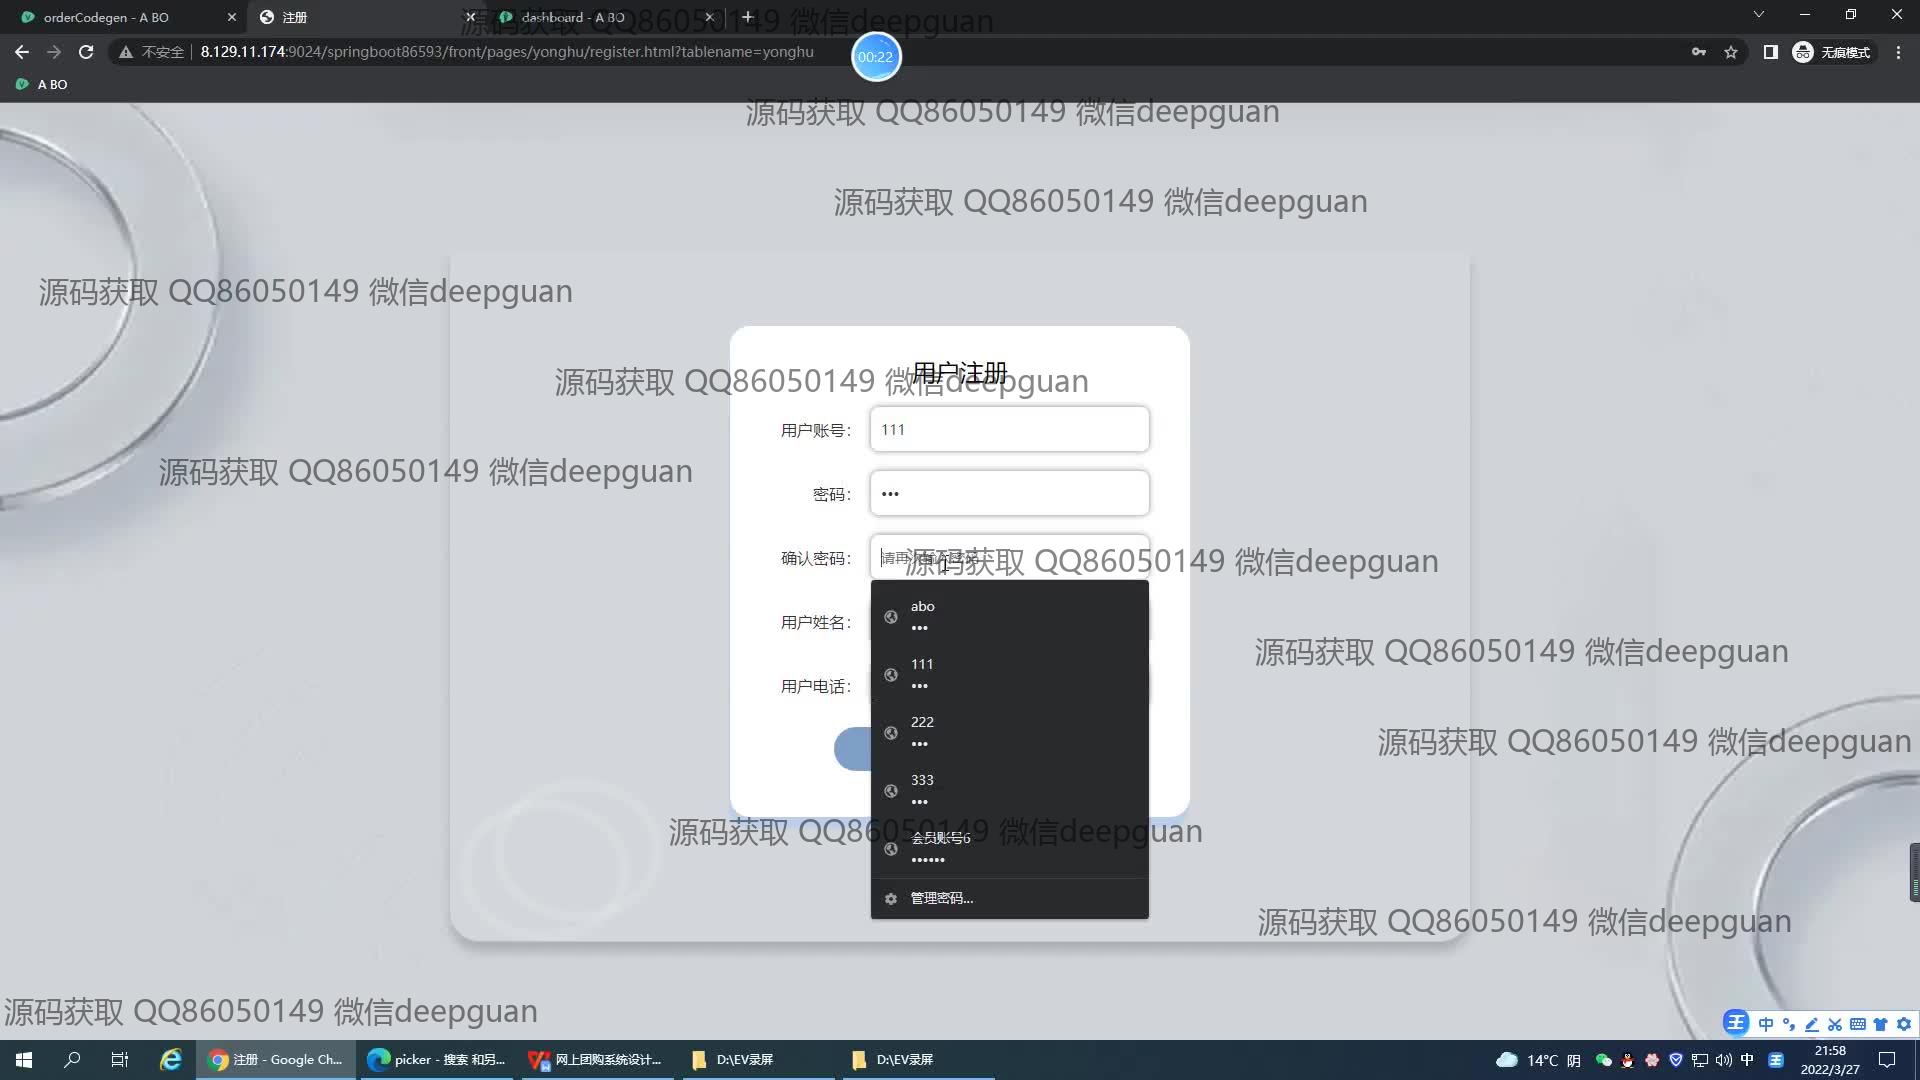 orderCodegen - A BO
注册
dashboard - A BO
源码获取 QQ86050149 微信deepguan
不安全
8.129.11.174:9024/springboot86593/front/pages/yonghu/register.html?tablename=yonghu
00:22
无痕模式
A BO
源码获取 QQ86050149 微信deepguan
源码获取 QQ86050149 微信deepguan
源码获取 QQ86050149 微信deepguan
用户注册
源码获取 QQ86050149 微信deepguan
用户账号：
111
源码获取 QQ86050149 微信deepguan
密码：
•••
确认密码：
请再次输入密码
源码获取 QQ86050149 微信deepguan
abo
•••
用户姓名：
源码获取 QQ86050149 微信deepguan
111
•••
用户电话：
222
•••
源码获取 QQ86050149 微信deepguan
333
•••
源码获取 QQ86050149 微信deepguan
会员账号6
••••••
管理密码...
源码获取 QQ86050149 微信deepguan
源码获取 QQ86050149 微信deepguan
王 中
注册 - Google Ch...
picker - 搜索 和另...
网上团购系统设计...
D:\EV录屏
D:\EV录屏
14°C 阴
中
王
21:58
2022/3/27